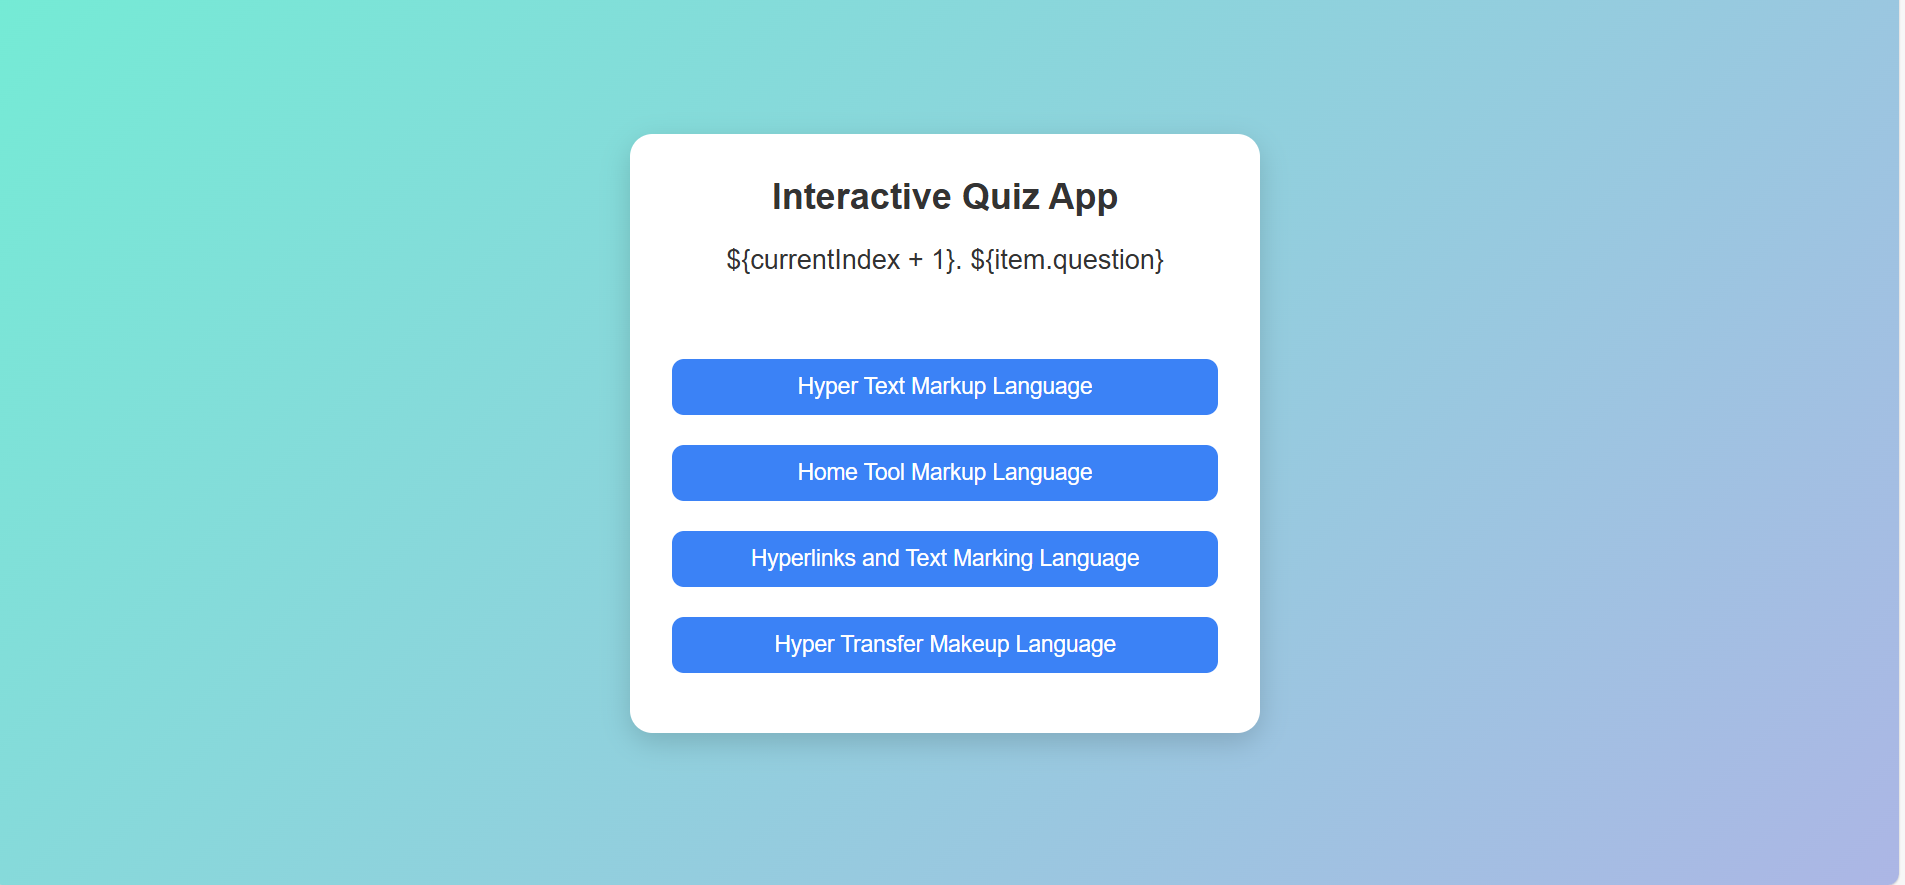 Interactive Quiz App
${currentIndex + 1}. ${item.question}
Hyper Text Markup Language
Home Tool Markup Language
Hyperlinks and Text Marking Language
Hyper Transfer Makeup Language